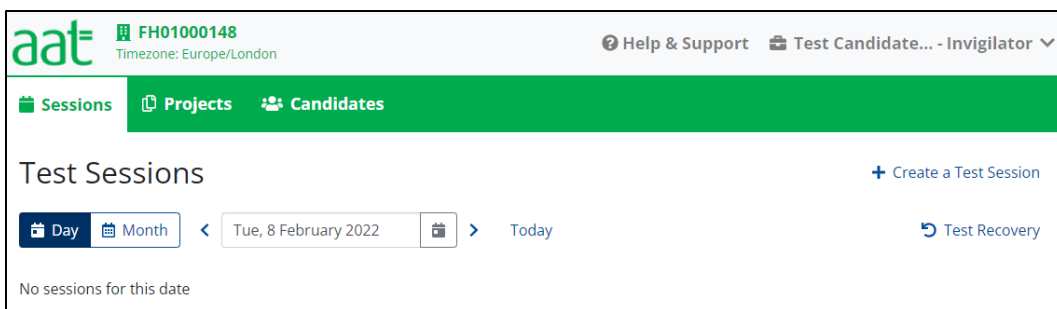 aat
FH01000148
Timezone: Europe/London
Help & Support Test Candidate... - Invigilator
Sessions Projects Candidates
Test Sessions
Create a Test Session
Day Month Tue, 8 February 2022 Today
Test Recovery
No sessions for this date